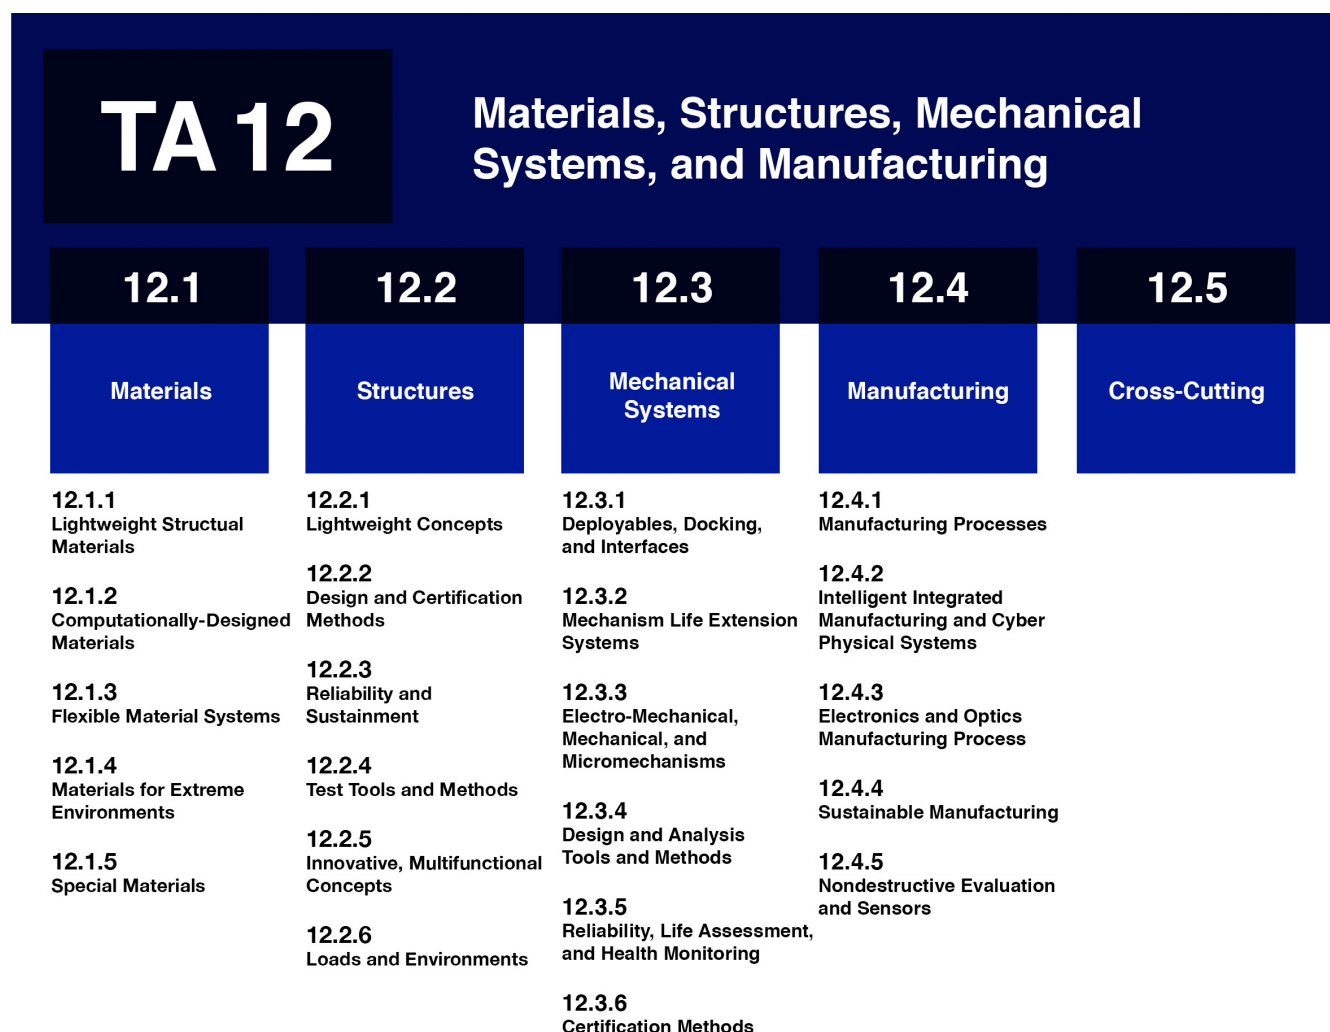 TA 12
Materials, Structures, Mechanical
Systems, and Manufacturing
12.1
Materials
12.1.1
Lightweight Structual
Materials
12.1.2
Computationally-Designed
Materials
12.1.3
Flexible Material Systems
12.1.4
Materials for Extreme
Environments
12.1.5
Special Materials
12.2
Structures
12.2.1
Lightweight Concepts
12.2.2
Design and Certification
Methods
12.2.3
Reliability and
Sustainment
12.2.4
Test Tools and Methods
12.2.5
Innovative, Multifunctional
Concepts
12.2.6
Loads and Environments
12.3
Mechanical
Systems
12.3.1
Deployables, Docking,
and Interfaces
12.3.2
Mechanism Life Extension
Systems
12.3.3
Electro-Mechanical,
Mechanical, and
Micromechanisms
12.3.4
Design and Analysis
Tools and Methods
12.3.5
Reliability, Life Assessment,
and Health Monitoring
12.3.6
Certification Methods
12.4
Manufacturing
12.4.1
Manufacturing Processes
12.4.2
Intelligent Integrated
Manufacturing and Cyber
Physical Systems
12.4.3
Electronics and Optics
Manufacturing Process
12.4.4
Sustainable Manufacturing
12.4.5
Nondestructive Evaluation
and Sensors
12.5
Cross-Cutting